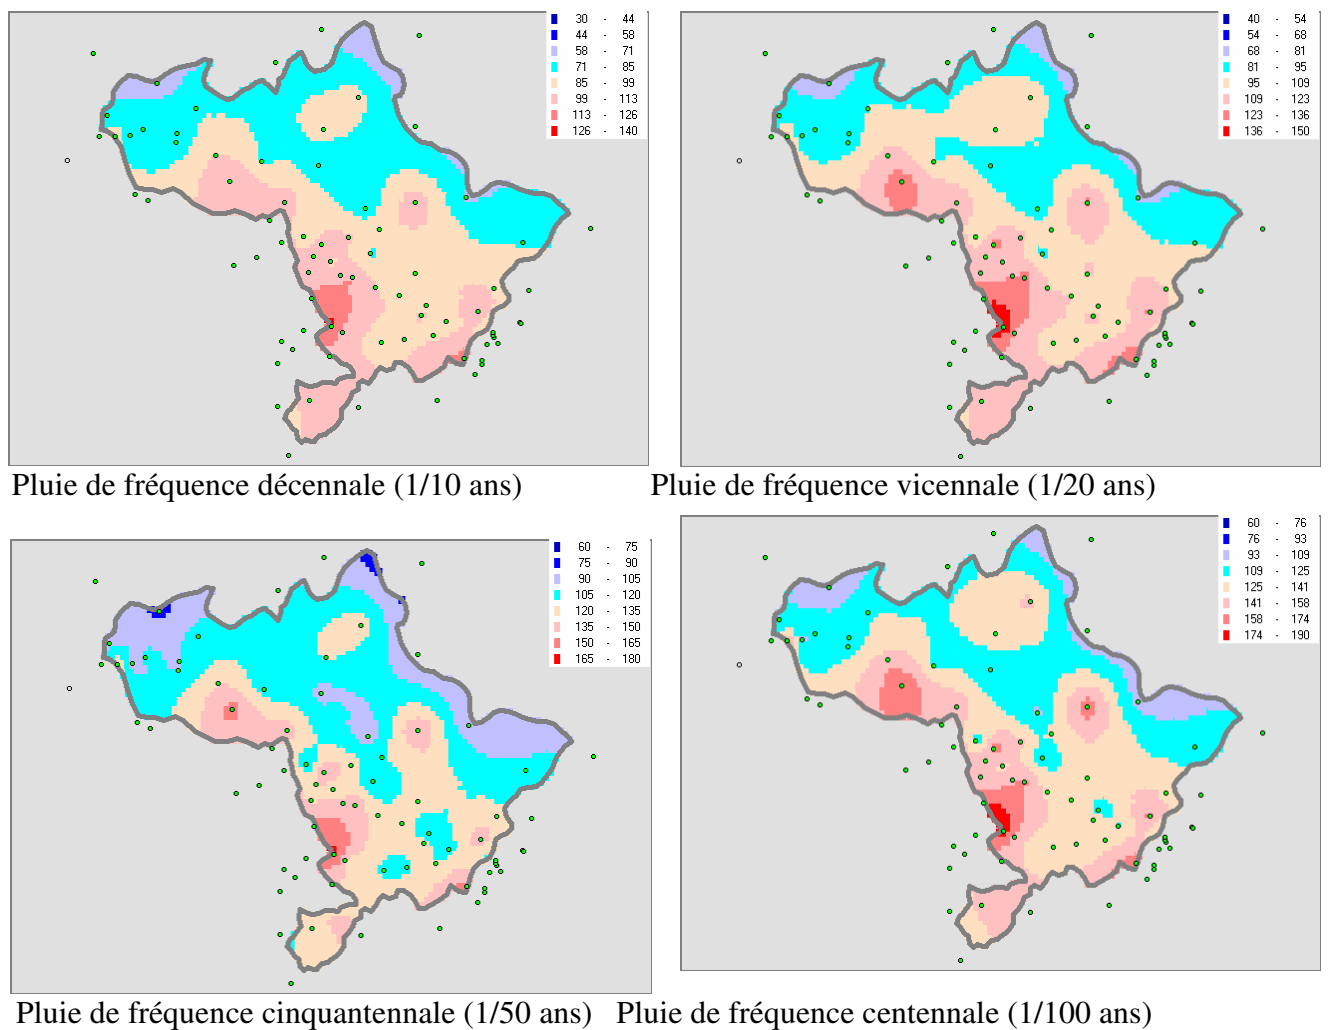 30 - 44
44 - 58
58 - 71
71 - 85
85 - 99
99 - 113
113 - 126
126 - 140
40 - 54
54 - 68
68 - 81
81 - 95
95 - 109
109 - 123
123 - 136
136 - 150
Pluie de fréquence décennale (1/10 ans)
Pluie de fréquence vicennale (1/20 ans)
60 - 75
75 - 90
90 - 105
105 - 120
120 - 135
135 - 150
150 - 165
165 - 180
60 - 76
76 - 93
93 - 109
109 - 125
125 - 141
141 - 158
158 - 174
174 - 190
Pluie de fréquence cinquantennale (1/50 ans)
Pluie de fréquence centennale (1/100 ans)